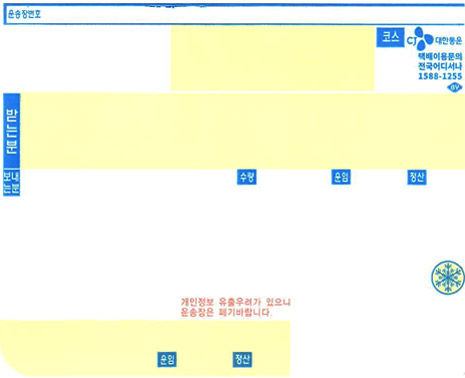 운송장번호
코스
CJ 대한통운
택배이용문의
전국어디서나
1588-1255
받는분
보내는분
수량 운임 정산
개인정보 유출우려가 있으니
운송장은 폐기바랍니다.
운임 정산